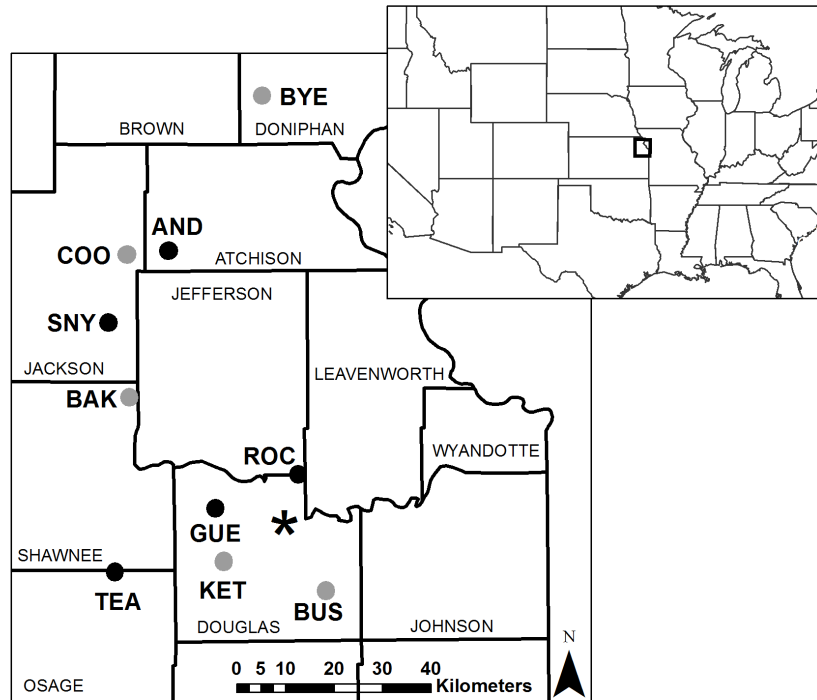 BYE
BROWN
DONIPHAN
AND
COO
ATCHISON
JEFFERSON
SNY
JACKSON
LEAVENWORTH
BAK
ROC
WYANDOTTE
GUE
*
SHAWNEE
KET
TEA
BUS
DOUGLAS
JOHNSON
N
0 5 10 20 30 40
Kilometers
OSAGE